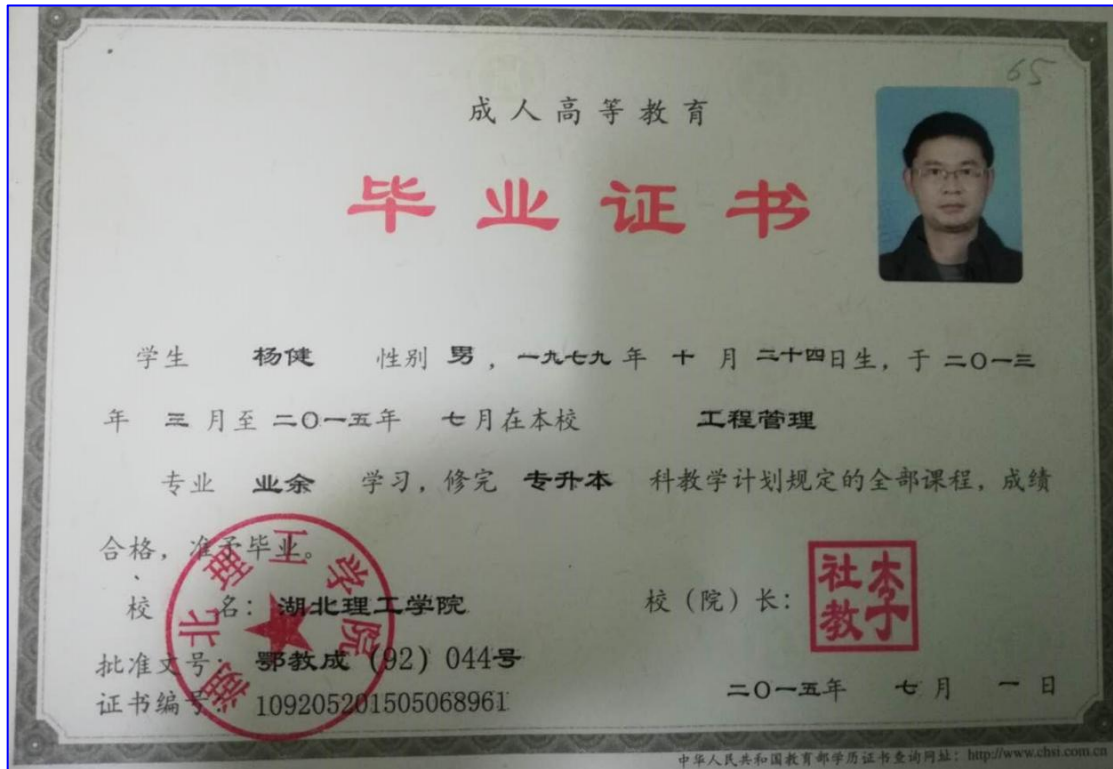 65
成人高等教育
毕业证书
学生 杨健 性别 男，一九七九 年 十 月 二十四日生，于 二〇一三
年 三 月至 二〇一五年 七月在本校 工程管理
专业 业余 学习，修完 专升本 科教学计划规定的全部课程，成绩
合格，准予毕业。
校 名：湖北理工学院
校（院）长：
李社教
湖北理工学院
批准文号：鄂教成（92）044号
证书编号：109205201505068961
二〇一五年 七月 一日
中华人民共和国教育部学历证书查询网址：http://www.chsi.com.cn